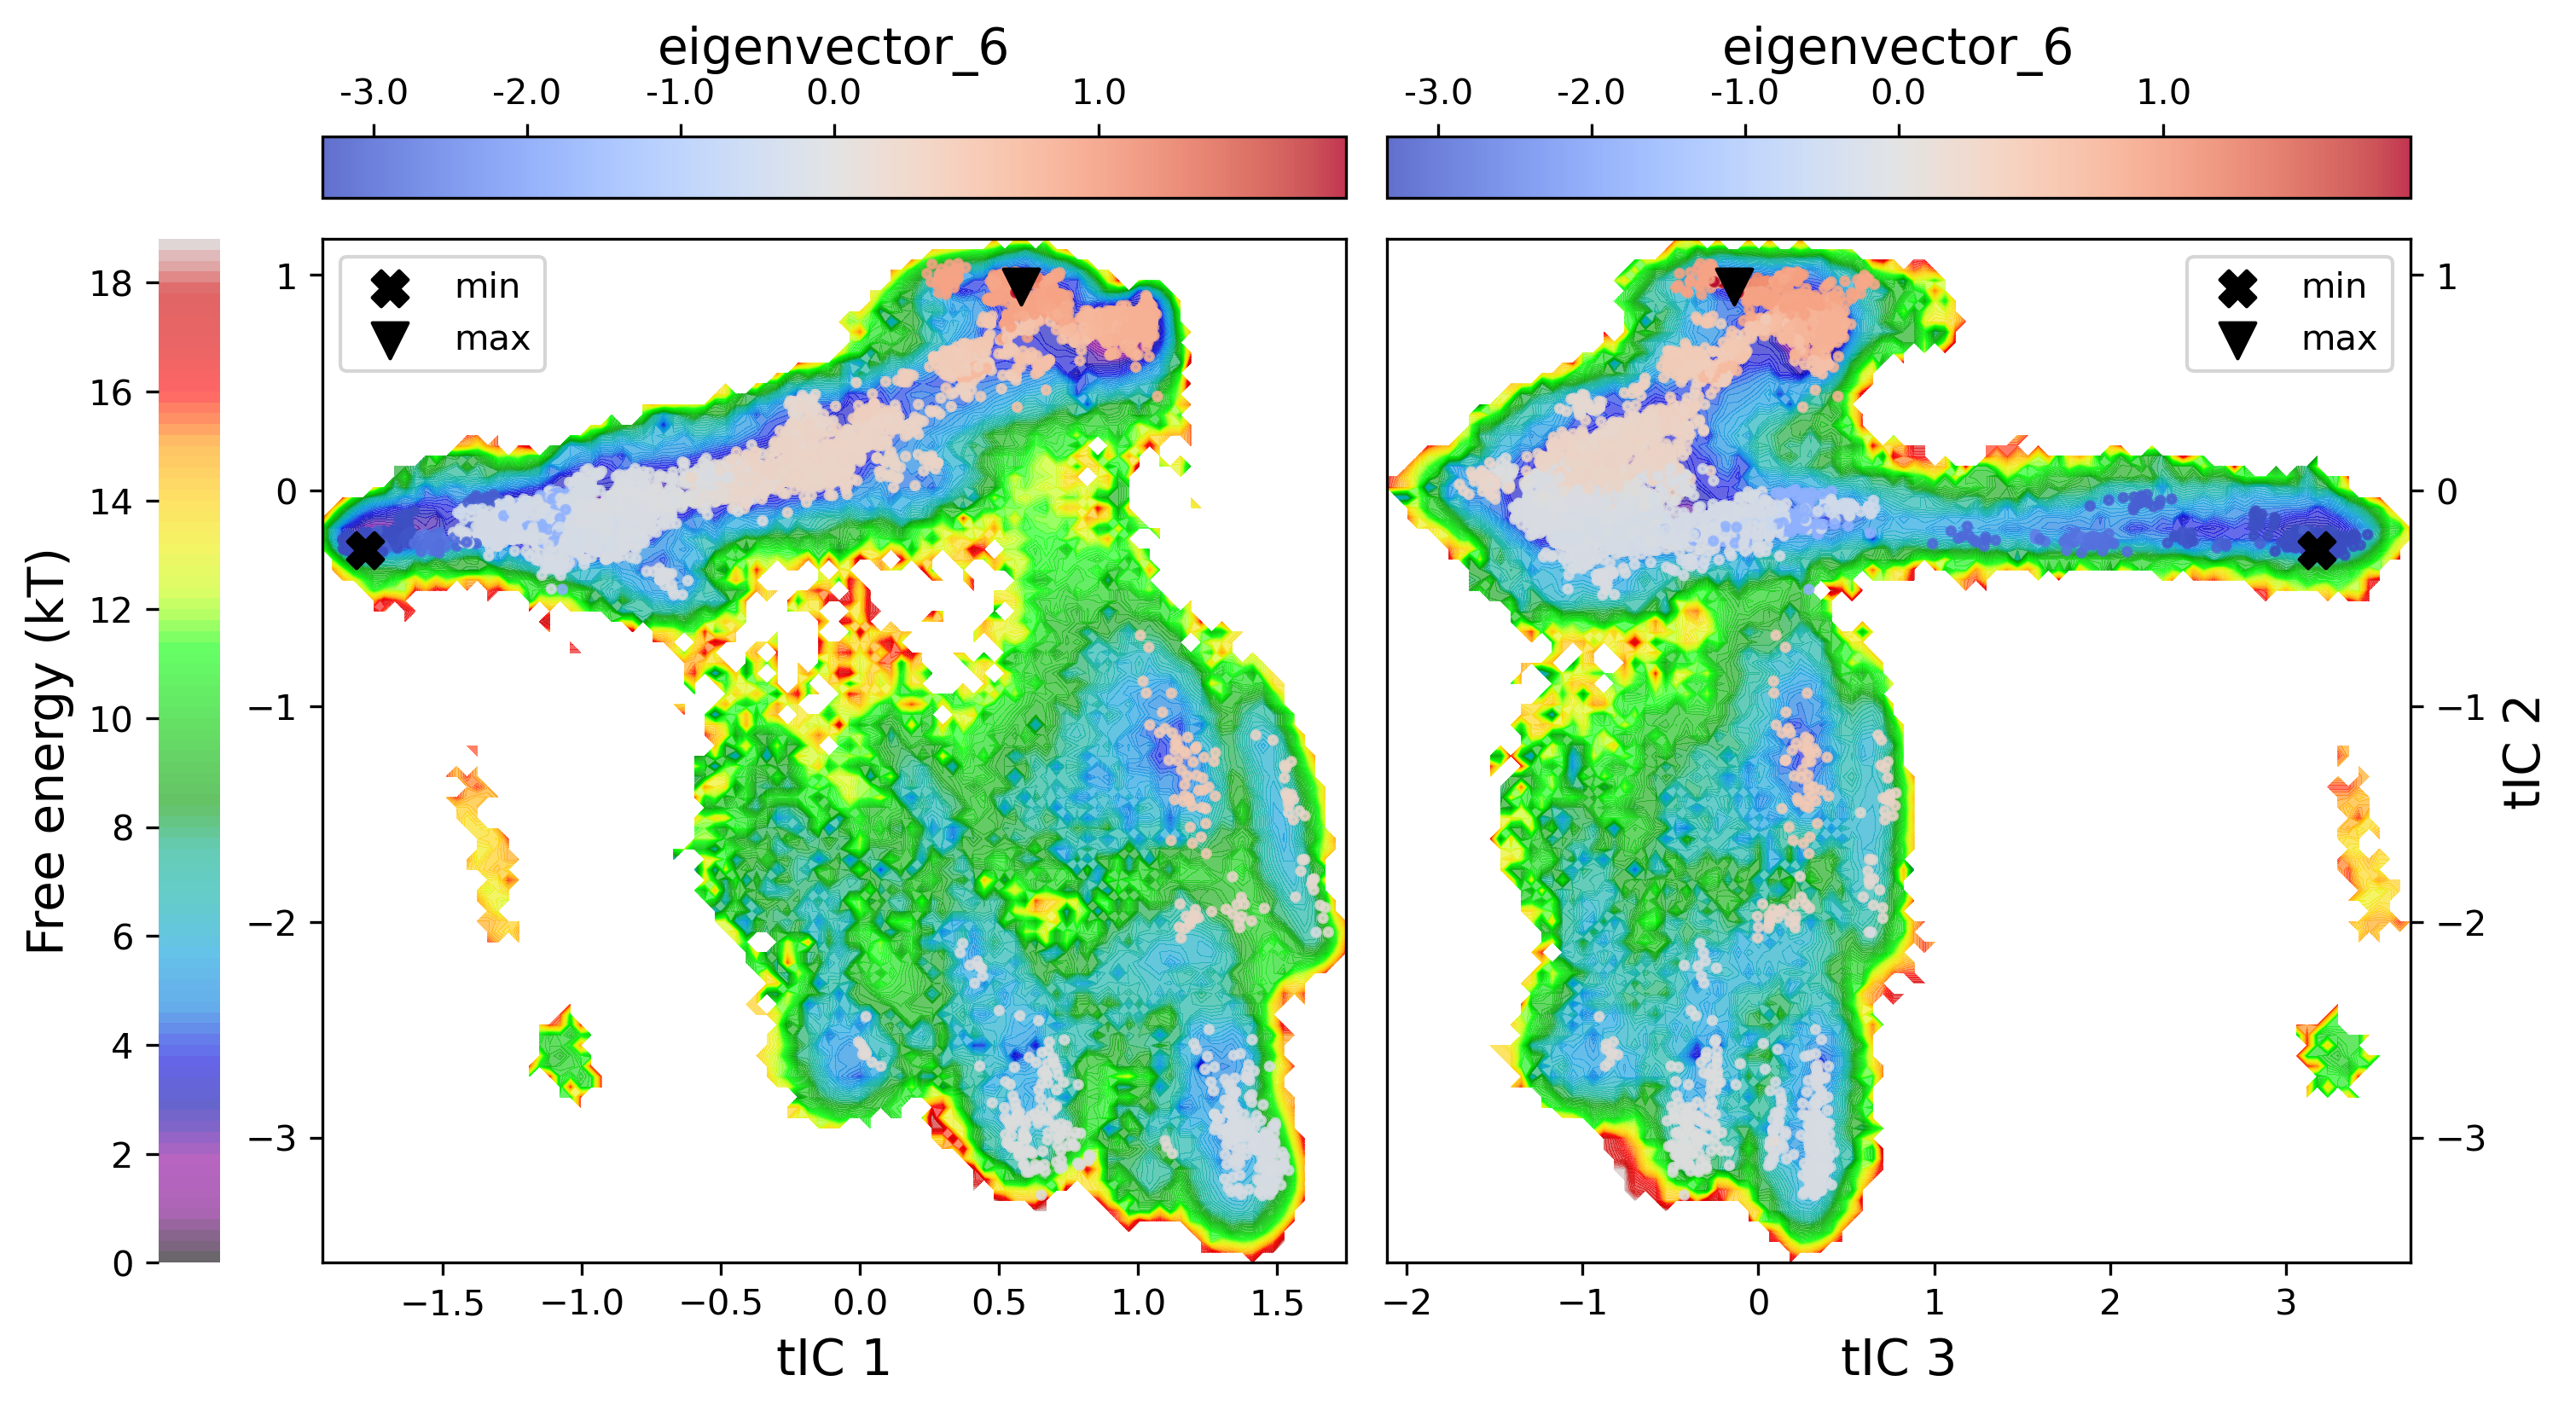 eigenvector_6
-3.0 -2.0 -1.0 0.0 1.0
eigenvector_6
-3.0 -2.0 -1.0 0.0 1.0
Free energy (kT)
18
16
14
12
10
8
6
4
2
0
min
max
1
0
−1
−2
−3
−1.5 −1.0 −0.5 0.0 0.5 1.0 1.5
tIC 1
min
max
1
0
−1
−2
−3
tIC 2
−2 −1 0 1 2 3
tIC 3